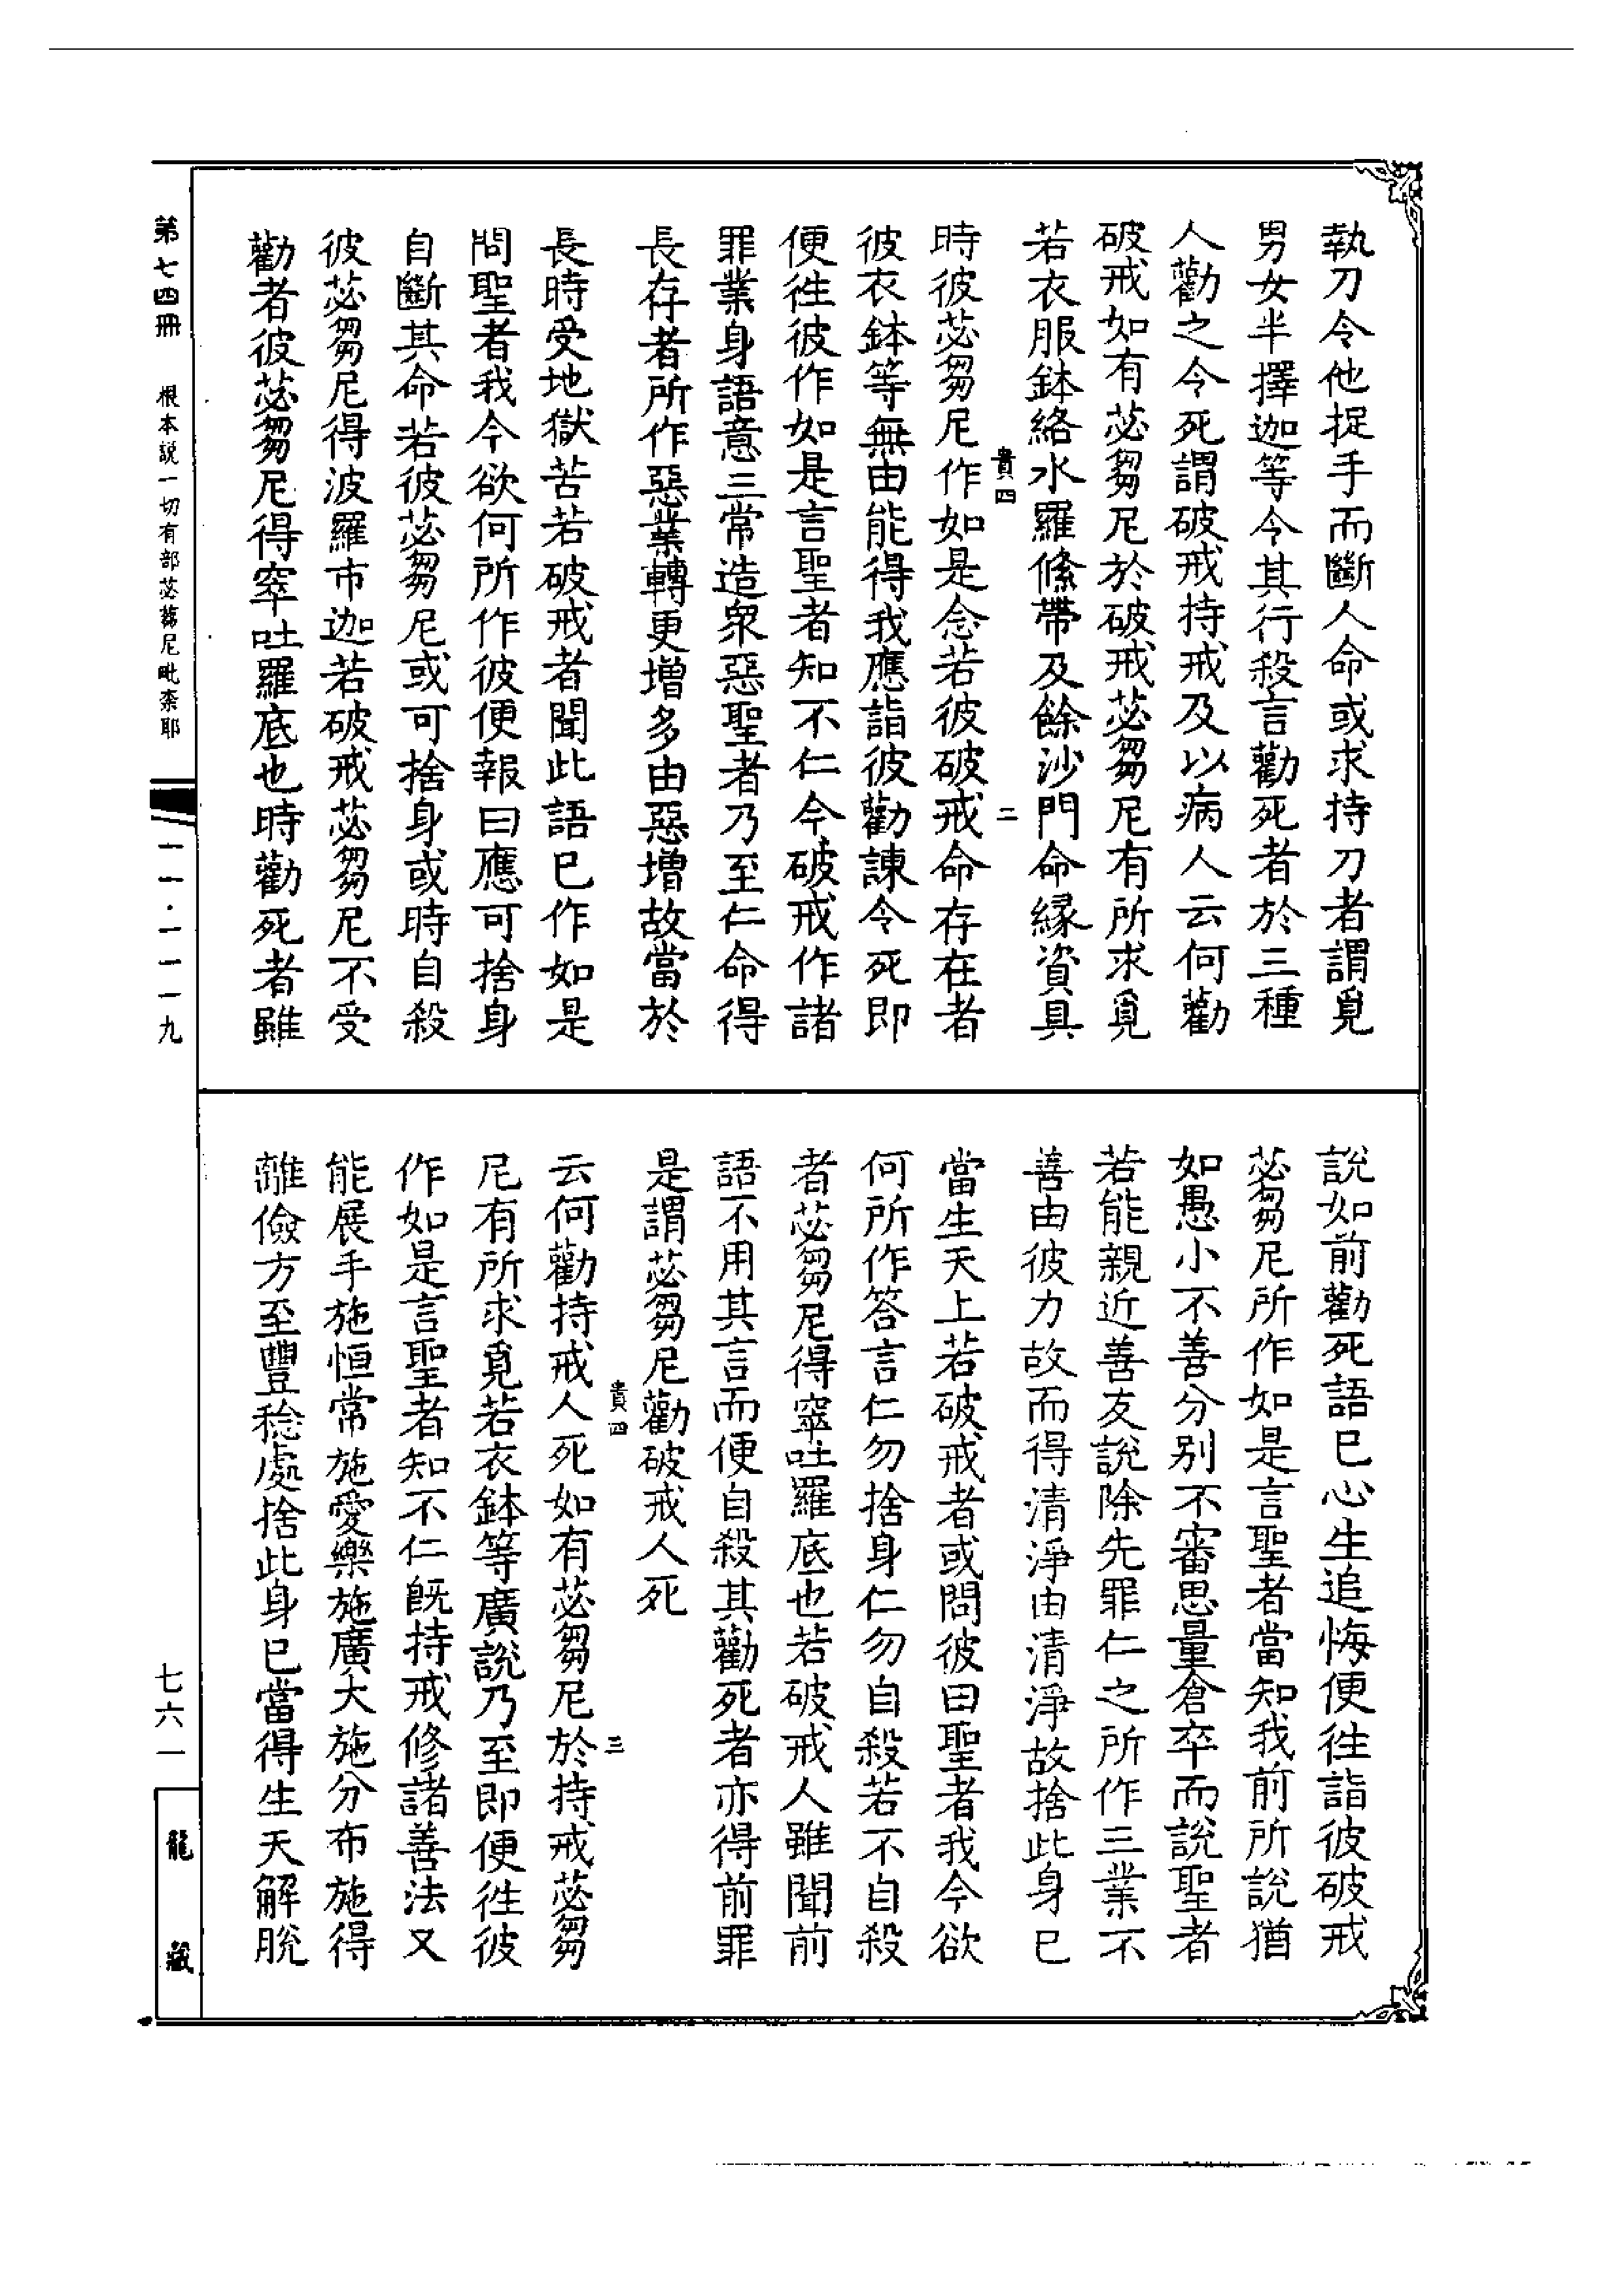 執刀令他捉手而斷人命或求持刀者謂覓
男女半擇迦等令其行殺言勸死者於三種
人勸之令死謂破戒持戒及以病人云何勸
破戒如有苾芻尼於破戒苾芻尼有所求覓
若衣服鉢絡水羅絛帶及餘沙門命緣資具
貴四
二
時彼苾芻尼作如是念若彼破戒命存在者
彼衣鉢等無由能得我應詣彼勸諫令死即
便往彼作如是言聖者知不仁今破戒作諸
罪業身語意三常造衆惡聖者乃至仁命得
長存者所作惡業轉更增多由惡增故當於
長時受地獄苦若破戒者聞此語已作如是
問聖者我今欲何所作彼便報曰應可捨身
自斷其命若彼苾芻尼或可捨身或時自殺
彼苾芻尼得波羅市迦若破戒苾芻尼不受
勸者彼苾芻尼得窣吐羅底也時勸死者雖
說如前勸死語已心生追悔便往詣彼破戒
苾芻尼所作如是言聖者當知我前所說猶
如愚小不善分別不審思量倉卒而說聖者
若能親近善友說除先罪仁之所作三業不
善由彼力故而得清淨由清淨故捨此身已
當生天上若破戒者或問彼曰聖者我今欲
何所作答言仁勿捨身仁勿自殺若不自殺
者苾芻尼得窣吐羅底也若破戒人雖聞前
語不用其言而便自殺其勸死者亦得前罪
是謂苾芻尼勸破戒人死
貴四
三
云何勸持戒人死如有苾芻尼於持戒苾芻
尼有所求覓若衣鉢等廣說乃至即便往彼
作如是言聖者知不仁既持戒修諸善法又
能展手施恒常施愛樂施廣大施分布施得
離儉方至豐稔處捨此身已當得生天解脫
第七四冊
根本說一切有部苾蒭尼毗柰耶
一一·一一一九
七六一
龍藏